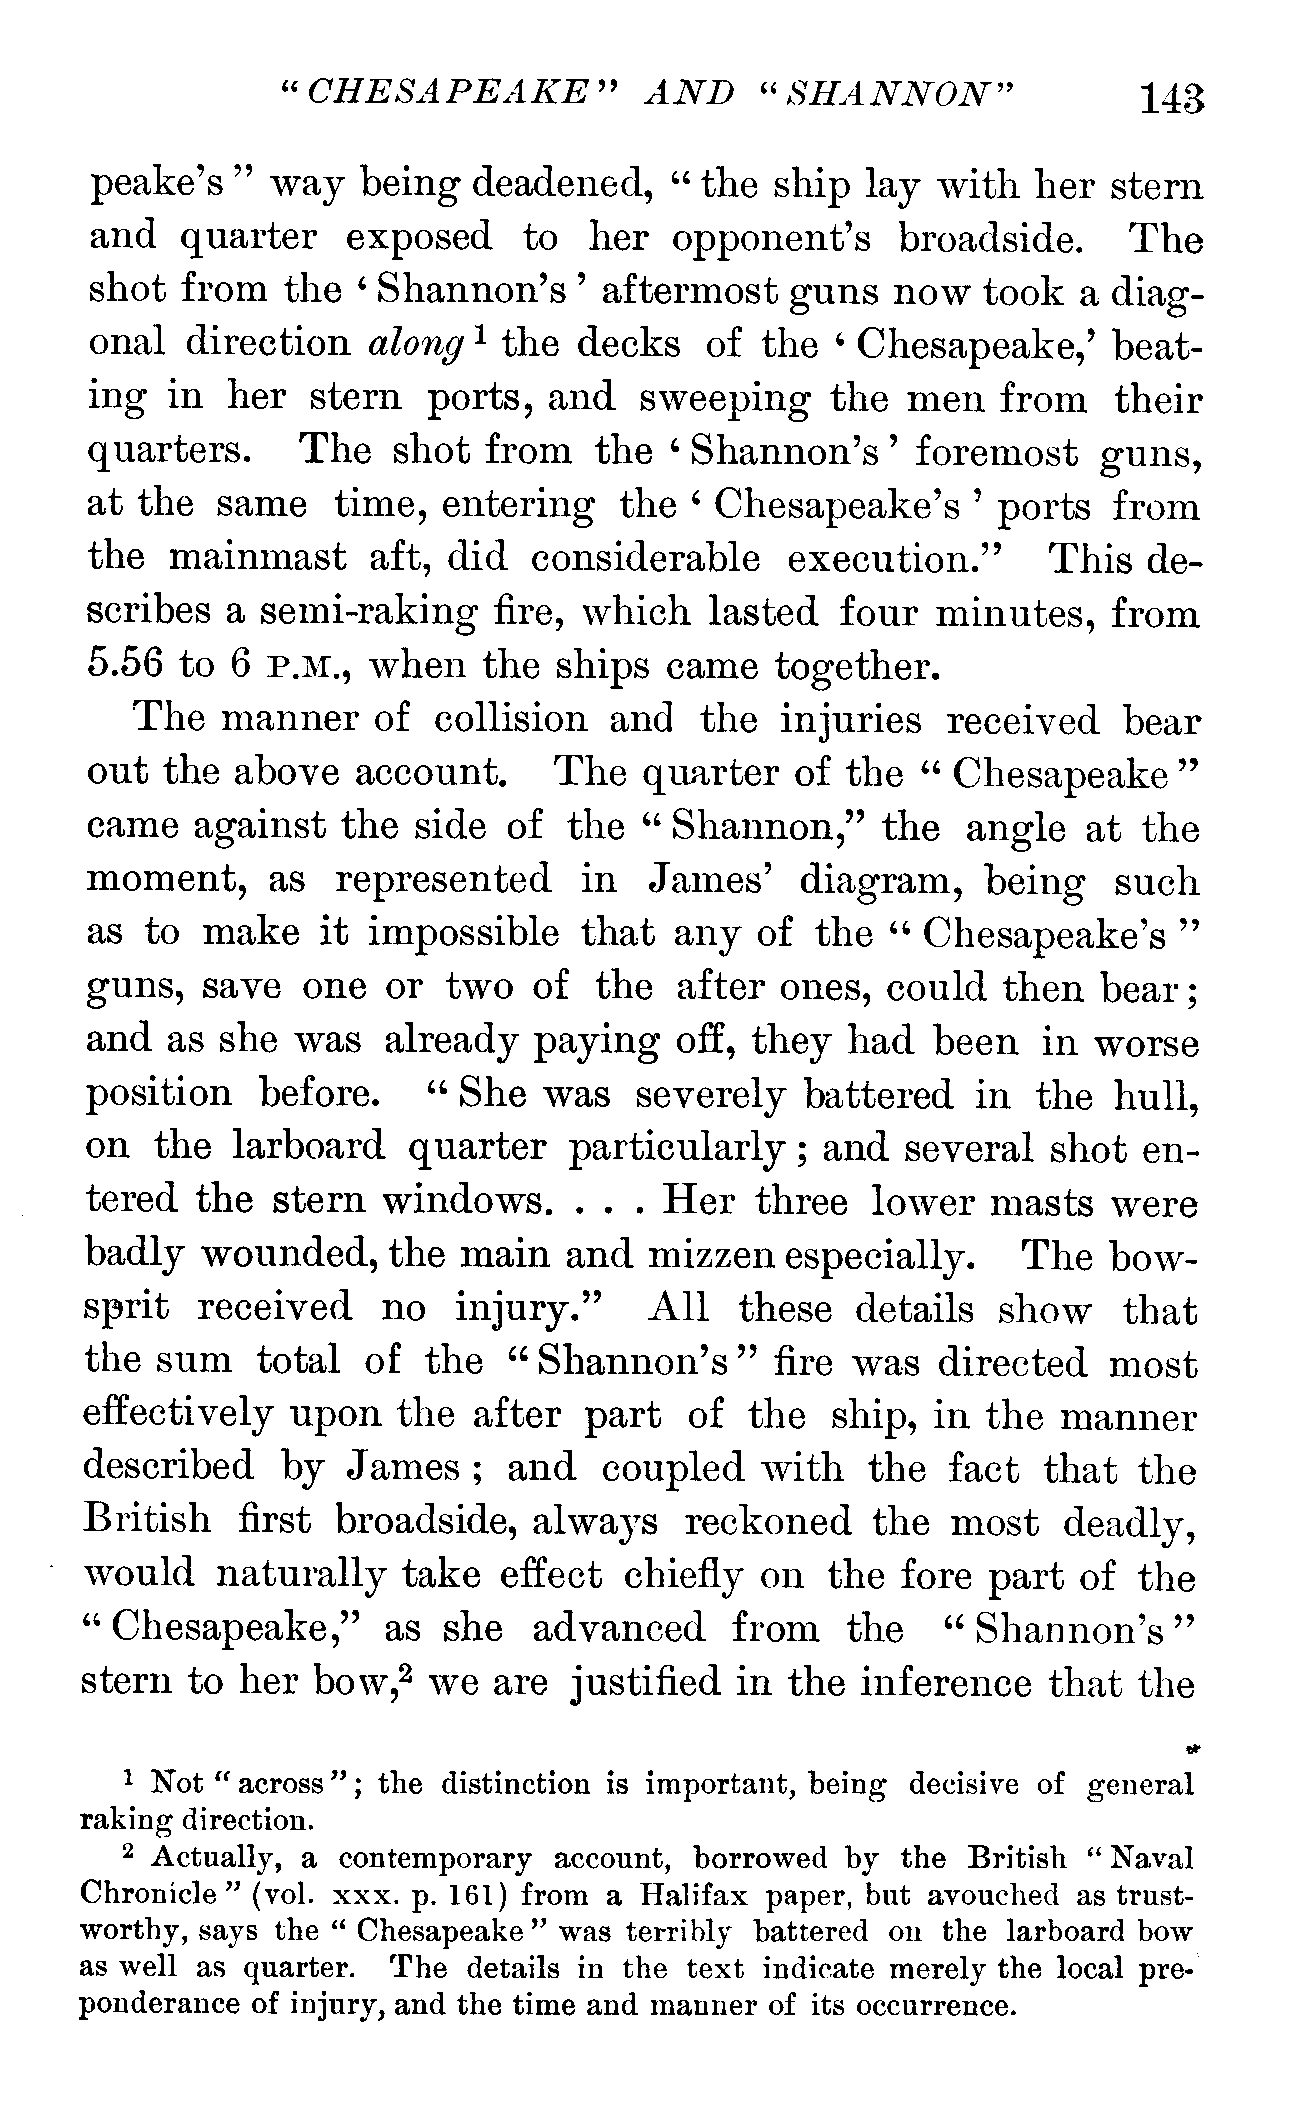 “CHESAPEAKE” AND “SHANNON” 143
peake’s” way being deadened, “the ship lay with her stern
and quarter exposed to her opponent’s broadside. The
shot from the ‘Shannon’s’ aftermost guns now took a diag-
onal direction along¹ the decks of the ‘Chesapeake,’ beat-
ing in her stern ports, and sweeping the men from their
quarters. The shot from the ‘Shannon’s’ foremost guns,
at the same time, entering the ‘Chesapeake’s’ ports from
the mainmast aft, did considerable execution.” This de-
scribes a semi-raking fire, which lasted four minutes, from
5.56 to 6 P.M., when the ships came together.
The manner of collision and the injuries received bear
out the above account. The quarter of the “Chesapeake”
came against the side of the “Shannon,” the angle at the
moment, as represented in James’ diagram, being such
as to make it impossible that any of the “Chesapeake’s”
guns, save one or two of the after ones, could then bear;
and as she was already paying off, they had been in worse
position before. “She was severely battered in the hull,
on the larboard quarter particularly; and several shot en-
tered the stern windows. . . . Her three lower masts were
badly wounded, the main and mizzen especially. The bow-
sprit received no injury.” All these details show that
the sum total of the “Shannon’s” fire was directed most
effectively upon the after part of the ship, in the manner
described by James; and coupled with the fact that the
British first broadside, always reckoned the most deadly,
would naturally take effect chiefly on the fore part of the
“Chesapeake,” as she advanced from the “Shannon’s”
stern to her bow,² we are justified in the inference that the
¹ Not “across”; the distinction is important, being decisive of general
raking direction.
² Actually, a contemporary account, borrowed by the British “Naval
Chronicle” (vol. xxx. p. 161) from a Halifax paper, but avouched as trust-
worthy, says the “Chesapeake” was terribly battered on the larboard bow
as well as quarter. The details in the text indicate merely the local pre-
ponderance of injury, and the time and manner of its occurrence.